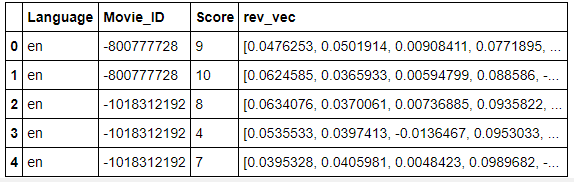 Language Movie_ID Score rev_vec
0 en -800777728 9 [0.0476253, 0.0501914, 0.00908411, 0.0771895, ...
1 en -800777728 10 [0.0624585, 0.0365933, 0.00594799, 0.088586, -...
2 en -1018312192 8 [0.0634076, 0.0370061, 0.00736885, 0.0935822, ...
3 en -1018312192 4 [0.0535533, 0.0397413, -0.0136467, 0.0953033, ...
4 en -1018312192 7 [0.0395328, 0.0405981, 0.0048423, 0.0989682, -...